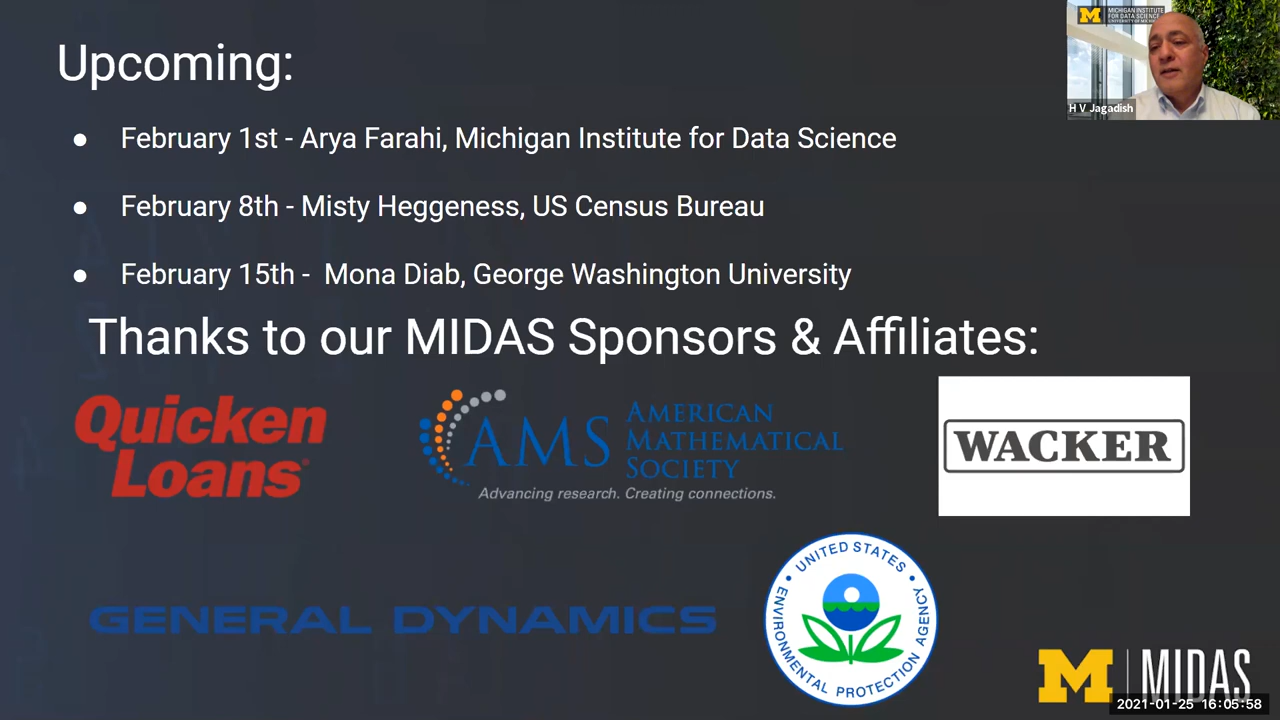 Upcoming:
● February 1st - Arya Farahi, Michigan Institute for Data Science
● February 8th - Misty Heggeness, US Census Bureau
● February 15th - Mona Diab, George Washington University
Thanks to our MIDAS Sponsors & Affiliates:
Quicken
Loans
AMS
AMERICAN
MATHEMATICAL
SOCIETY
Advancing research. Creating connections.
WACKER
GENERAL DYNAMICS
UNITED STATES
ENVIRONMENTAL PROTECTION AGENCY
M MIDAS
2021-01-25 16:05:58
M MICHIGAN INSTITUTE
FOR DATA SCIENCE
UNIVERSITY OF MICHIGAN
H V Jagadish